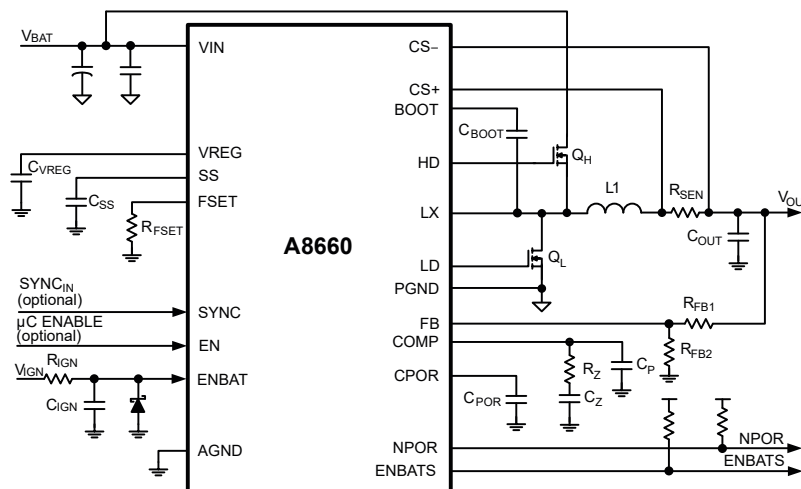 VBAT
VIN
CS−
CS+
BOOT
CBOOT
CVREG
VREG
HD
QH
SS
CSS
FSET
RFSET
L1
RSEN
LX
VOU
COUT
A8660
LD
QL
PGND
SYNCIN
(optional)
SYNC
RFB1
FB
µC ENABLE
(optional)
EN
COMP
RFB2
RZ
CP
VIGN
RIGN
ENBAT
CPOR
CPOR
CZ
CIGN
AGND
NPOR
NPOR
ENBATS
ENBATS